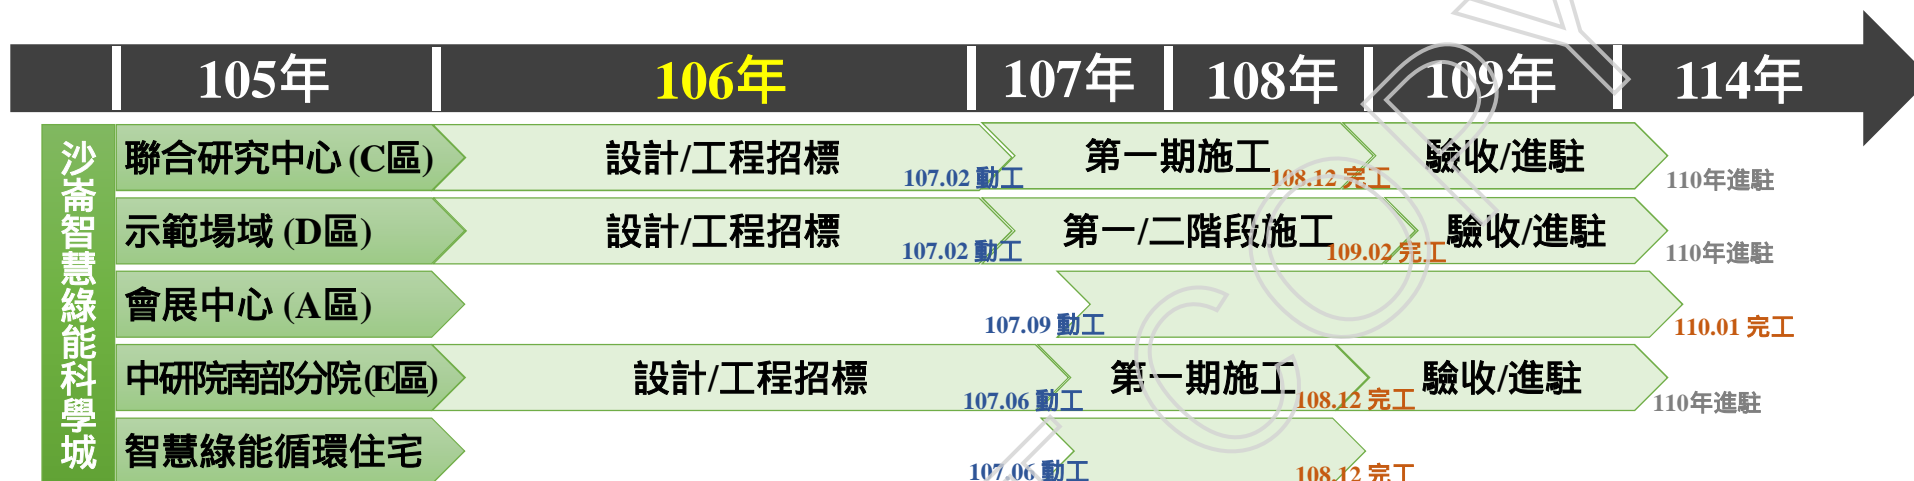 105年
106年
107年
108年
109年
114年
沙崙智慧綠能科學城
聯合研究中心 (C區)
設計/工程招標
107.02 動工
第一期施工
108.12 完工
驗收/進駐
110年進駐
示範場域 (D區)
設計/工程招標
107.02 動工
第一/二階段施工
109.02 完工
驗收/進駐
110年進駐
會展中心 (A區)
107.09 動工
110.01 完工
中研院南部分院(E區)
設計/工程招標
107.06 動工
第一期施工
108.12 完工
驗收/進駐
110年進駐
智慧綠能循環住宅
107.06 動工
108.12 完工
COPY